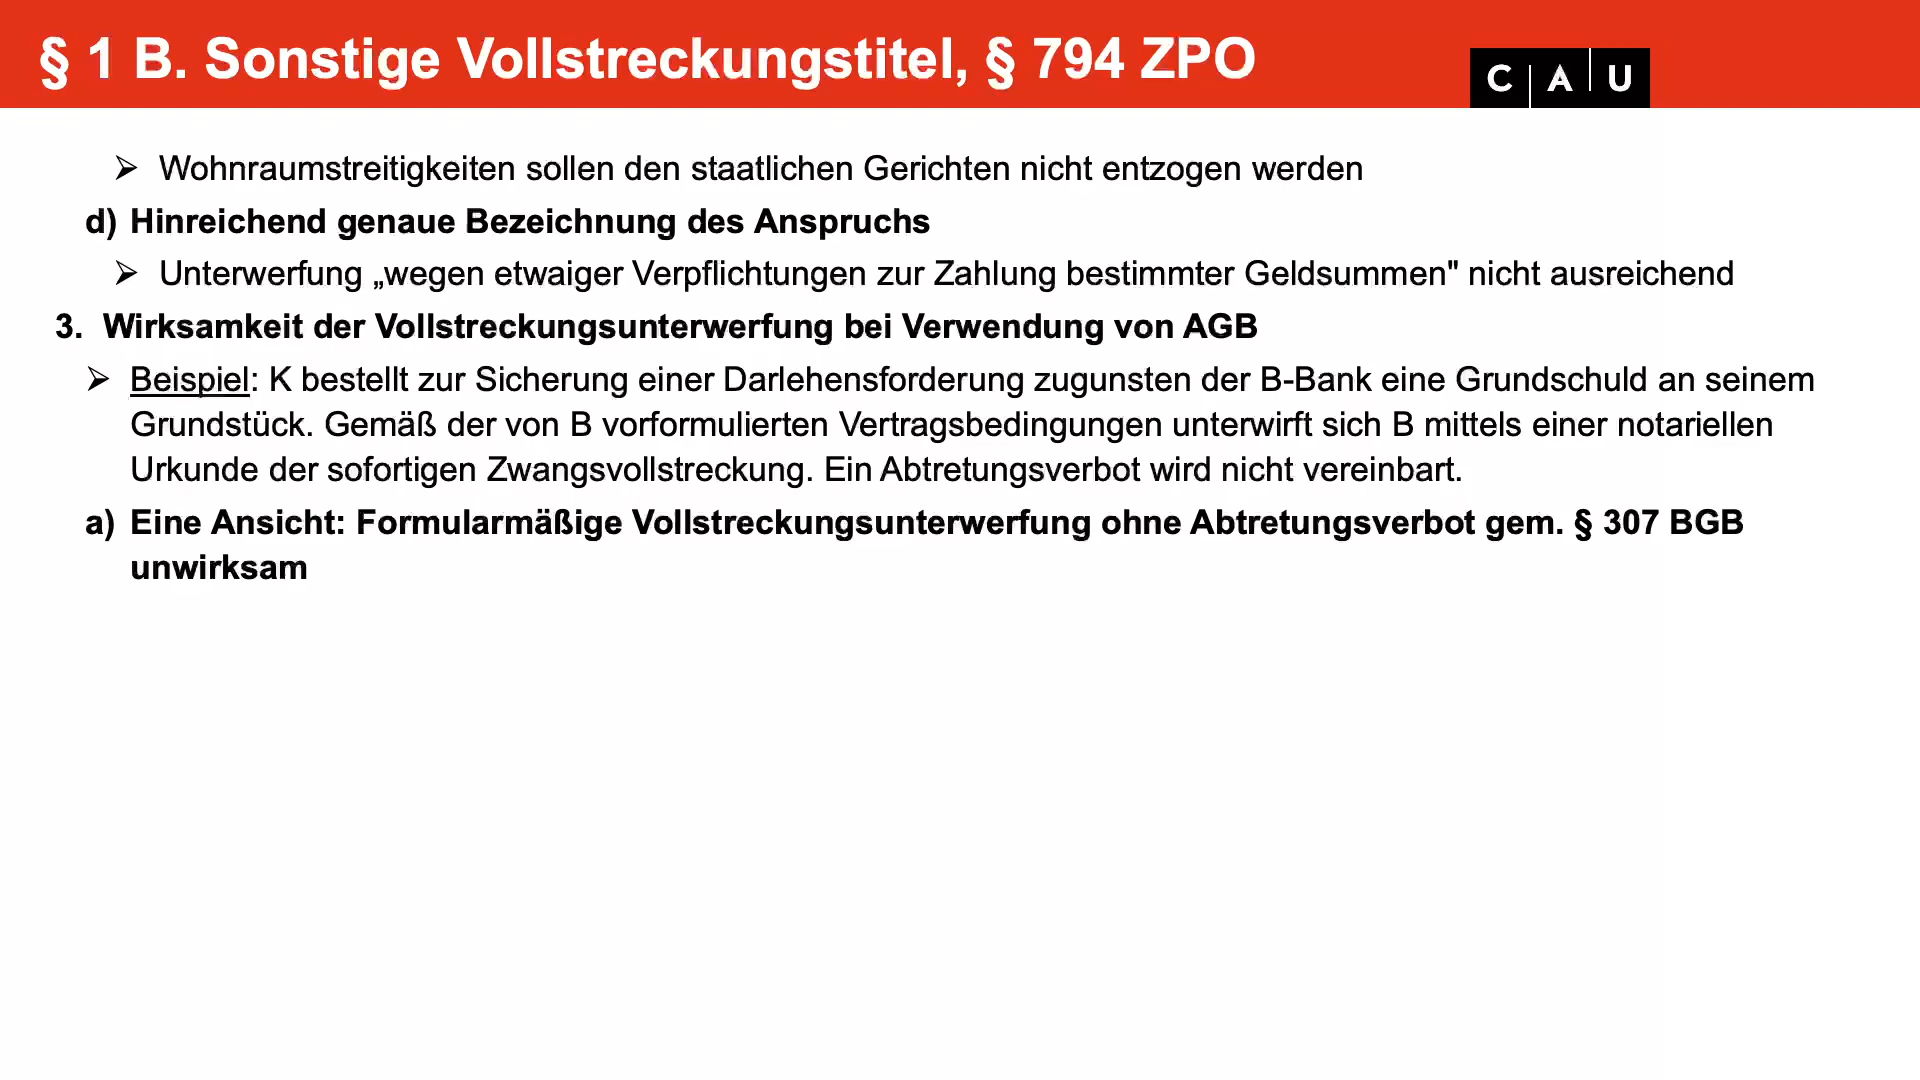 § 1 B. Sonstige Vollstreckungstitel, § 794 ZPO
C A U
➢ Wohnraumstreitigkeiten sollen den staatlichen Gerichten nicht entzogen werden
d) Hinreichend genaue Bezeichnung des Anspruchs
➢ Unterwerfung „wegen etwaiger Verpflichtungen zur Zahlung bestimmter Geldsummen" nicht ausreichend
3. Wirksamkeit der Vollstreckungsunterwerfung bei Verwendung von AGB
➢ Beispiel: K bestellt zur Sicherung einer Darlehensforderung zugunsten der B-Bank eine Grundschuld an seinem
Grundstück. Gemäß der von B vorformulierten Vertragsbedingungen unterwirft sich B mittels einer notariellen
Urkunde der sofortigen Zwangsvollstreckung. Ein Abtretungsverbot wird nicht vereinbart.
a) Eine Ansicht: Formularmäßige Vollstreckungsunterwerfung ohne Abtretungsverbot gem. § 307 BGB
unwirksam